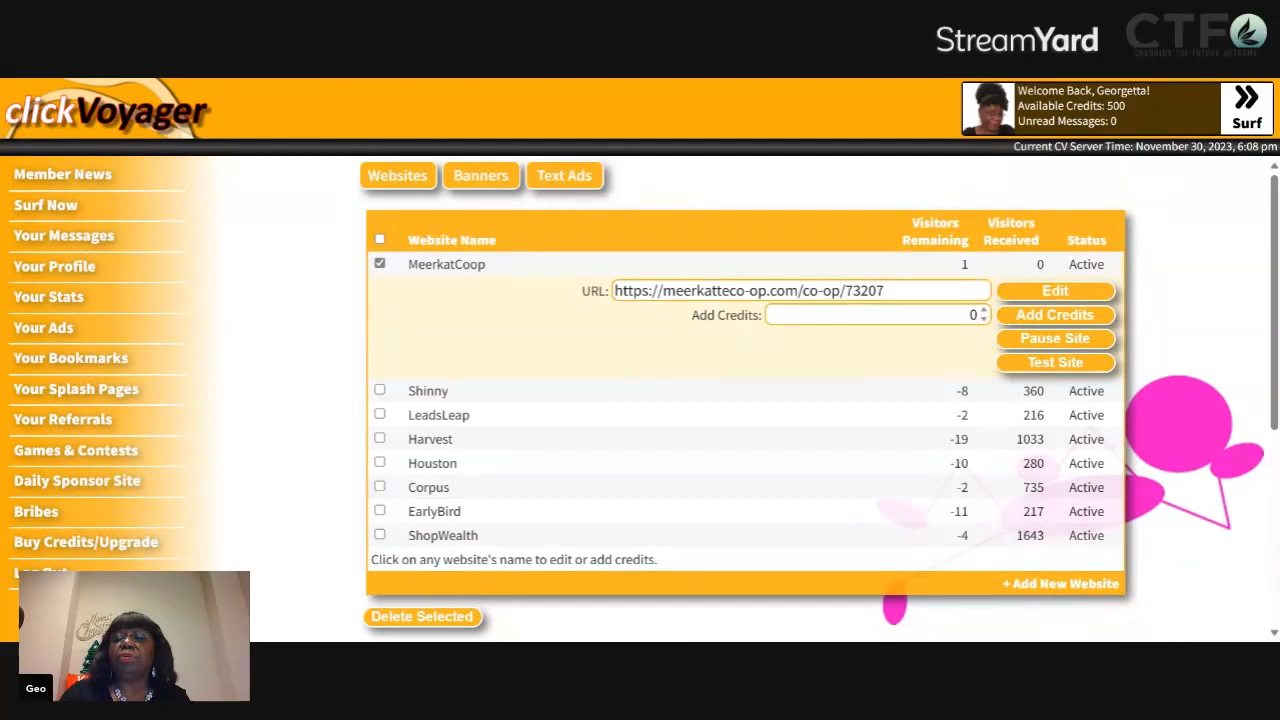 StreamYard
CTFO
CHANGING THE FUTURE OUTCOME
clickVoyager
Welcome Back, Georgetta!
Available Credits: 500
Unread Messages: 0
Surf
Current CV Server Time: November 30, 2023, 6:08 pm
Member News
Surf Now
Your Messages
Your Profile
Your Stats
Your Ads
Your Bookmarks
Your Splash Pages
Your Referrals
Games & Contests
Daily Sponsor Site
Bribes
Buy Credits/Upgrade
Websites Banners Text Ads
Website Name Visitors Remaining Visitors Received Status
MeerkatCoop 1 0 Active
URL: https://meerkatteco-op.com/co-op/73207 Edit
Add Credits: 0 Add Credits
Pause Site
Test Site
Shinny -8 360 Active
LeadsLeap -2 216 Active
Harvest -19 1033 Active
Houston -10 280 Active
Corpus -2 735 Active
EarlyBird -11 217 Active
ShopWealth -4 1643 Active
Click on any website's name to edit or add credits.
+ Add New Website
Delete Selected
Geo